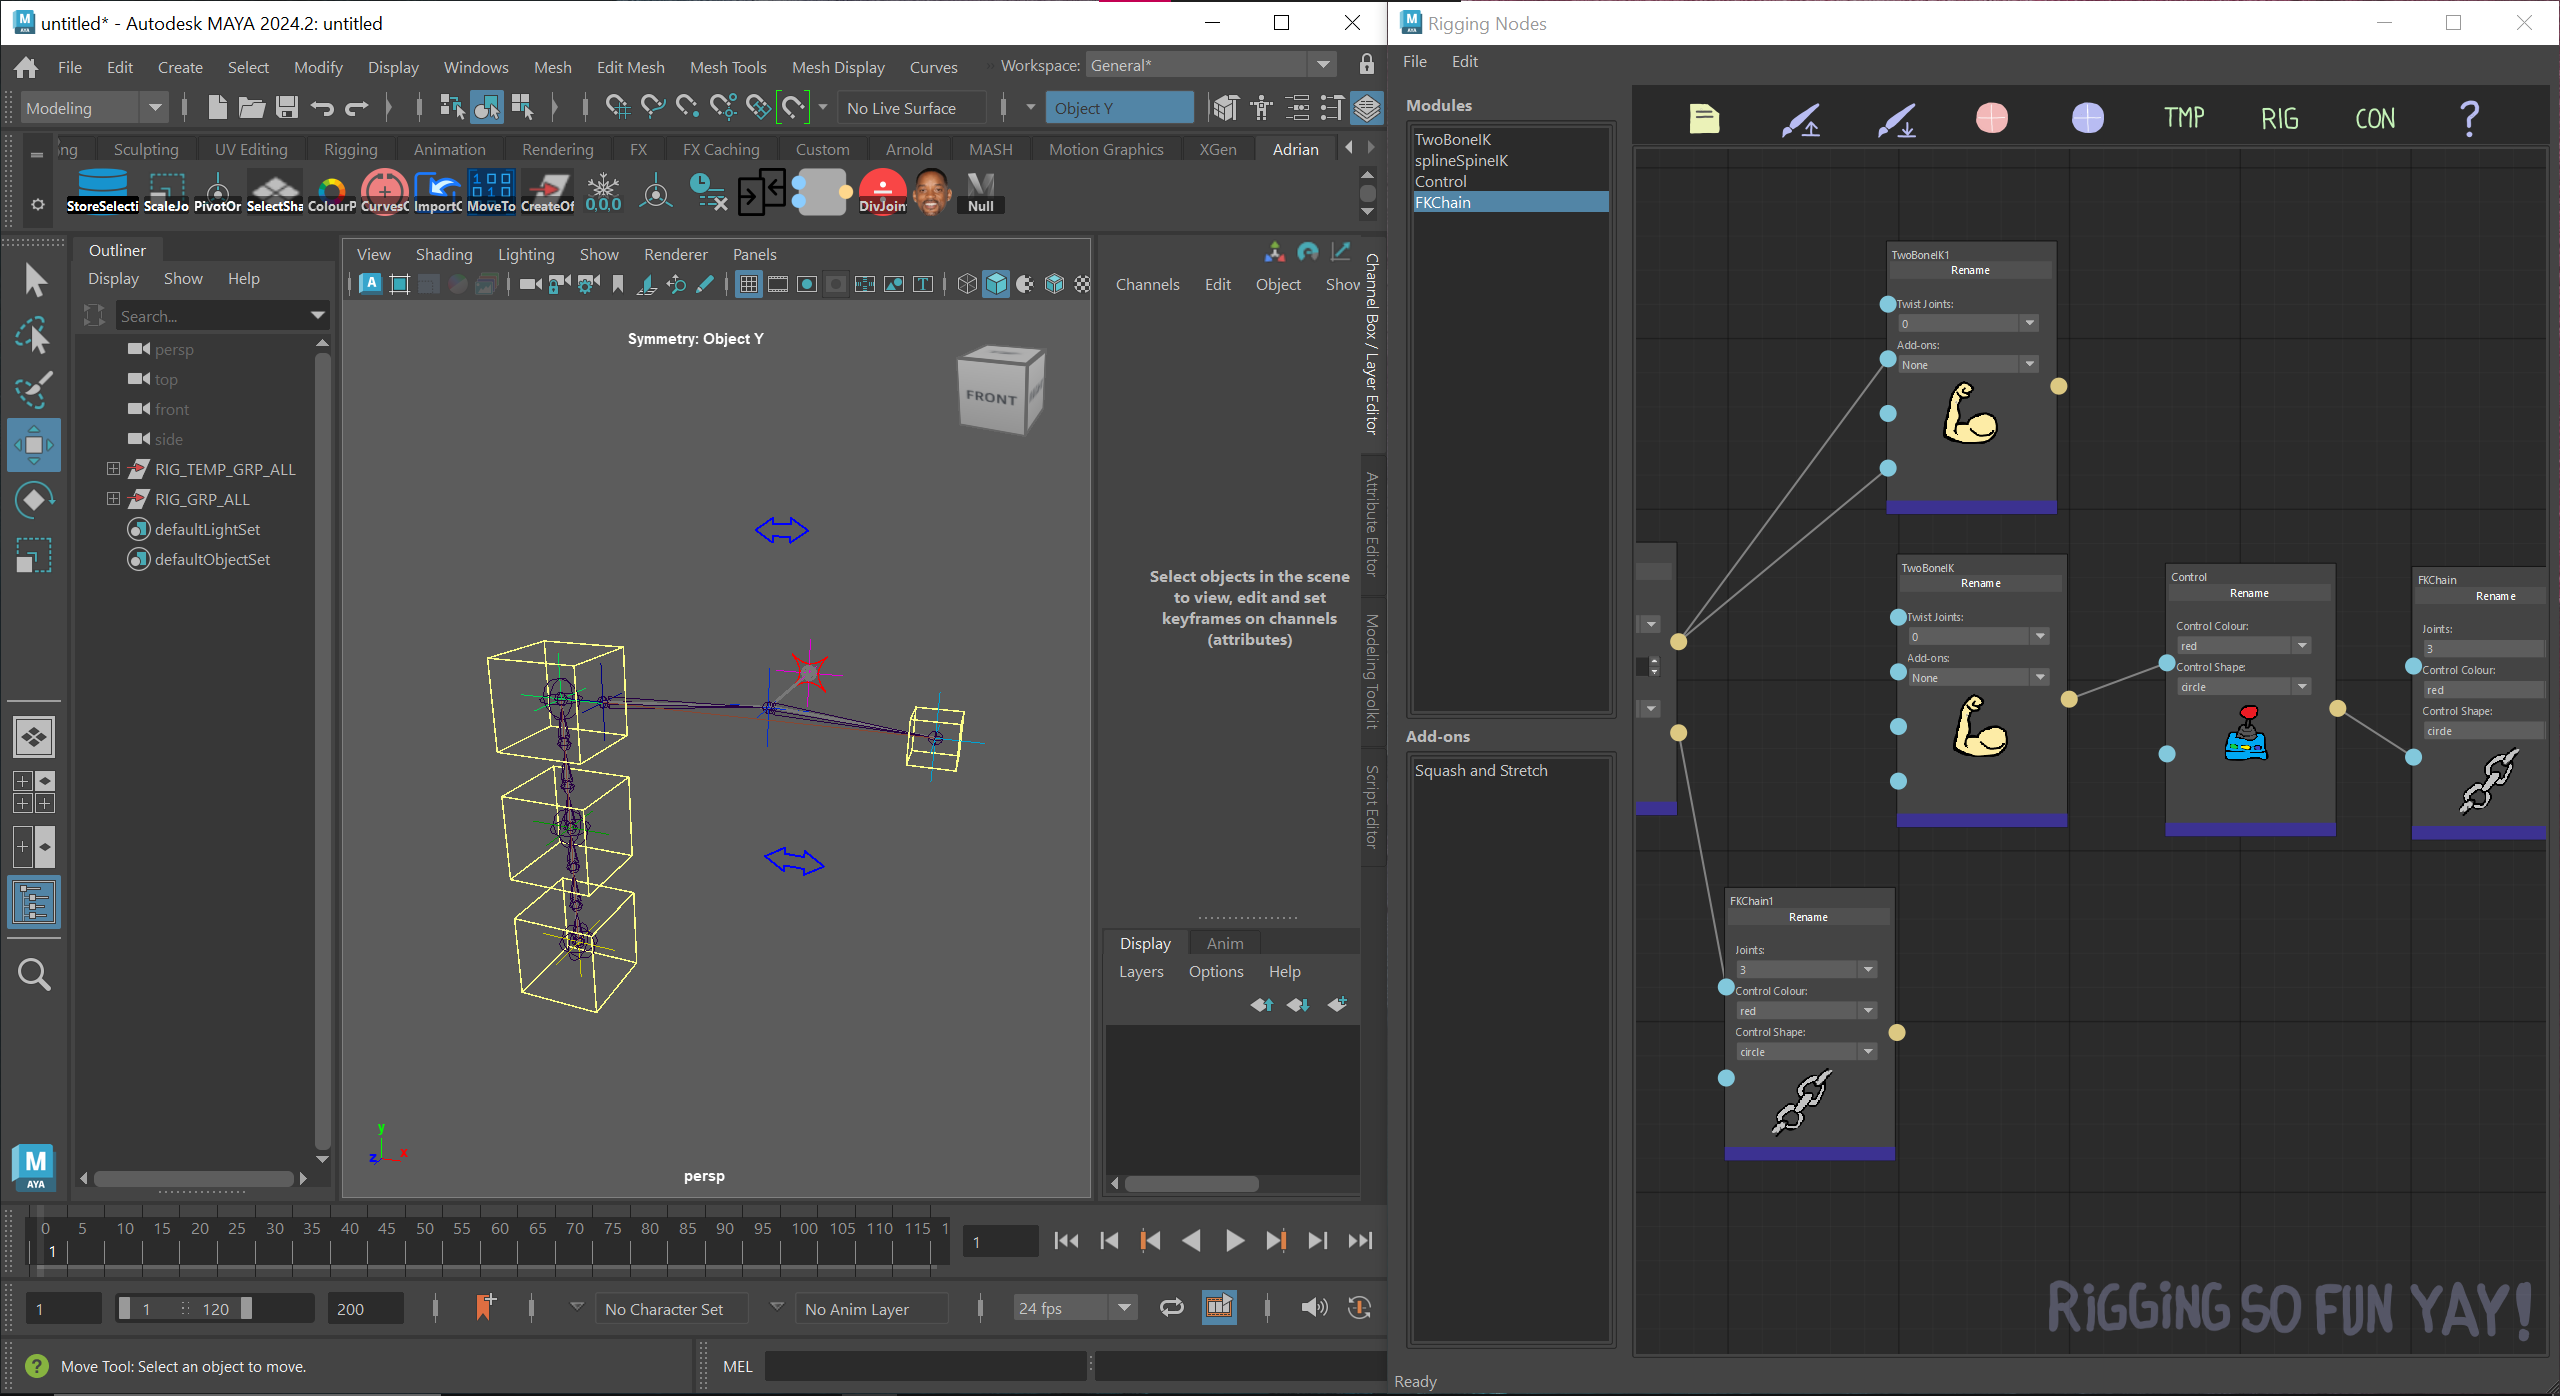 untitled* - Autodesk MAYA 2024.2: untitled
File Edit Create Select Modify Display Windows Mesh Edit Mesh Mesh Tools Mesh Display Curves Workspace: General*
Modeling No Live Surface Object Y
ng Sculpting UV Editing Rigging Animation Rendering FX FX Caching Custom Arnold MASH Motion Graphics XGen Adrian
StoreSelecti ScaleJo PivotOr SelectSha ColourP CurvesC ImportC MoveTo CreateOf 0,0,0 DivJoin Null
Outliner
Display Show Help
Search...
persp
top
front
side
RIG_TEMP_GRP_ALL
RIG_GRP_ALL
defaultLightSet
defaultObjectSet
M
AYA
View Shading Lighting Show Renderer Panels
Symmetry: Object Y
FRONT
y
z x
persp
Channels Edit Object Show
Select objects in the scene
to view, edit and set
keyframes on channels
(attributes)
Channel Box / Layer Editor
Attribute Editor
Modeling Toolkit
Script Editor
Display Anim
Layers Options Help
0 5 10 15 20 25 30 35 40 45 50 55 60 65 70 75 80 85 90 95 100 105 110 115 1
1
1
1 1 120 200 No Character Set No Anim Layer 24 fps
Move Tool: Select an object to move.
MEL
Rigging Nodes
File Edit
Modules
TwoBoneIK
splineSpineIK
Control
FKChain
Add-ons
Squash and Stretch
Ready
TMP RIG CON ?
TwoBoneIK1
Rename
Twist Joints:
0
Add-ons:
None
TwoBoneIK
Rename
Twist Joints:
0
Add-ons:
None
Control
Rename
Control Colour:
red
Control Shape:
circle
FKChain
Rename
Joints:
3
Control Colour:
red
Control Shape:
circle
FKChain1
Rename
Joints:
3
Control Colour:
red
Control Shape:
circle
RIGGING SO FUN YAY!